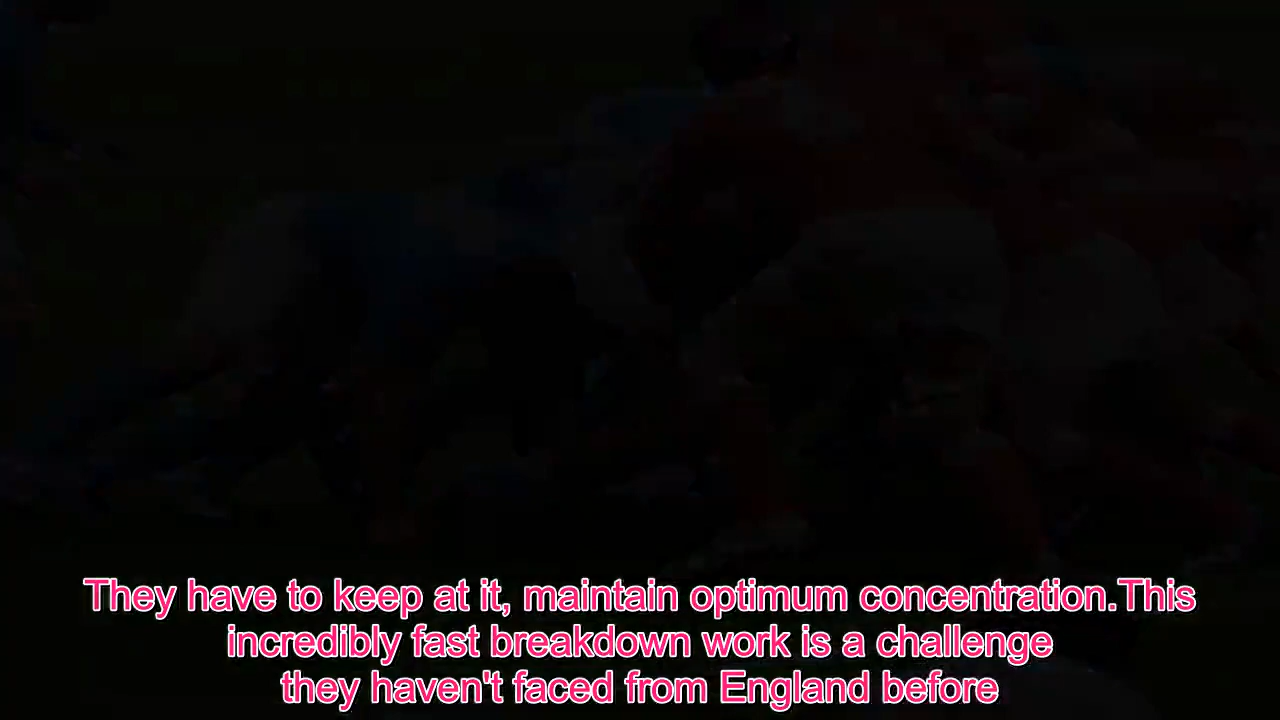 They have to keep at it, maintain optimum concentration.This
incredibly fast breakdown work is a challenge
they haven't faced from England before